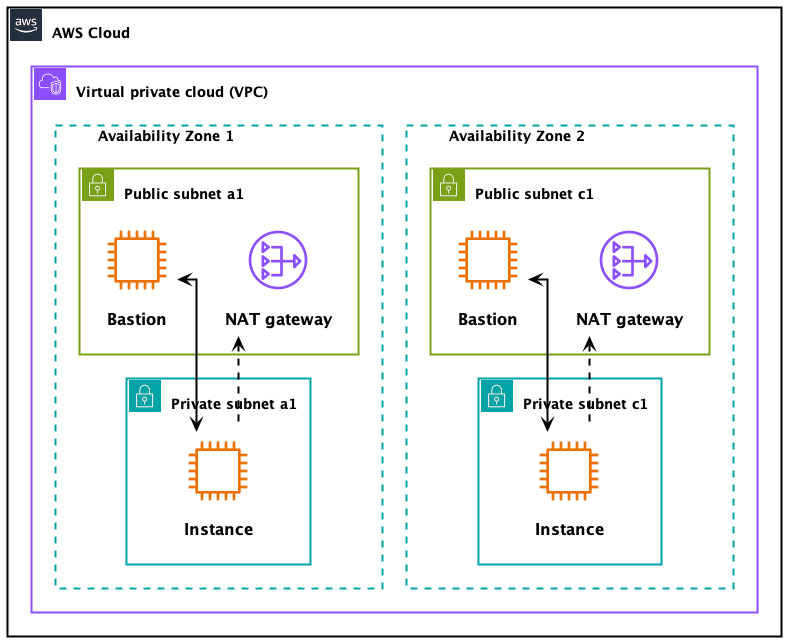 aws
AWS Cloud
Virtual private cloud (VPC)
Availability Zone 1
Public subnet a1
Bastion
NAT gateway
Private subnet a1
Instance
Availability Zone 2
Public subnet c1
Bastion
NAT gateway
Private subnet c1
Instance